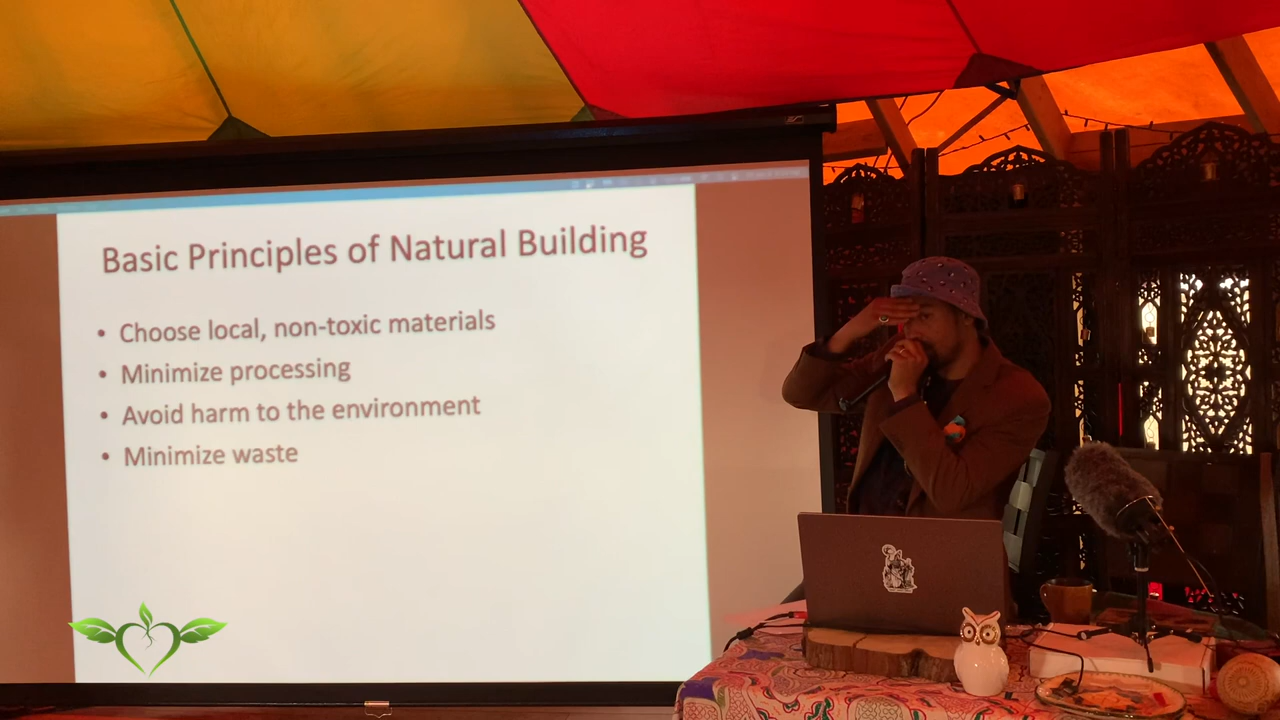 Basic Principles of Natural Building
• Choose local, non-toxic materials
• Minimize processing
• Avoid harm to the environment
• Minimize waste